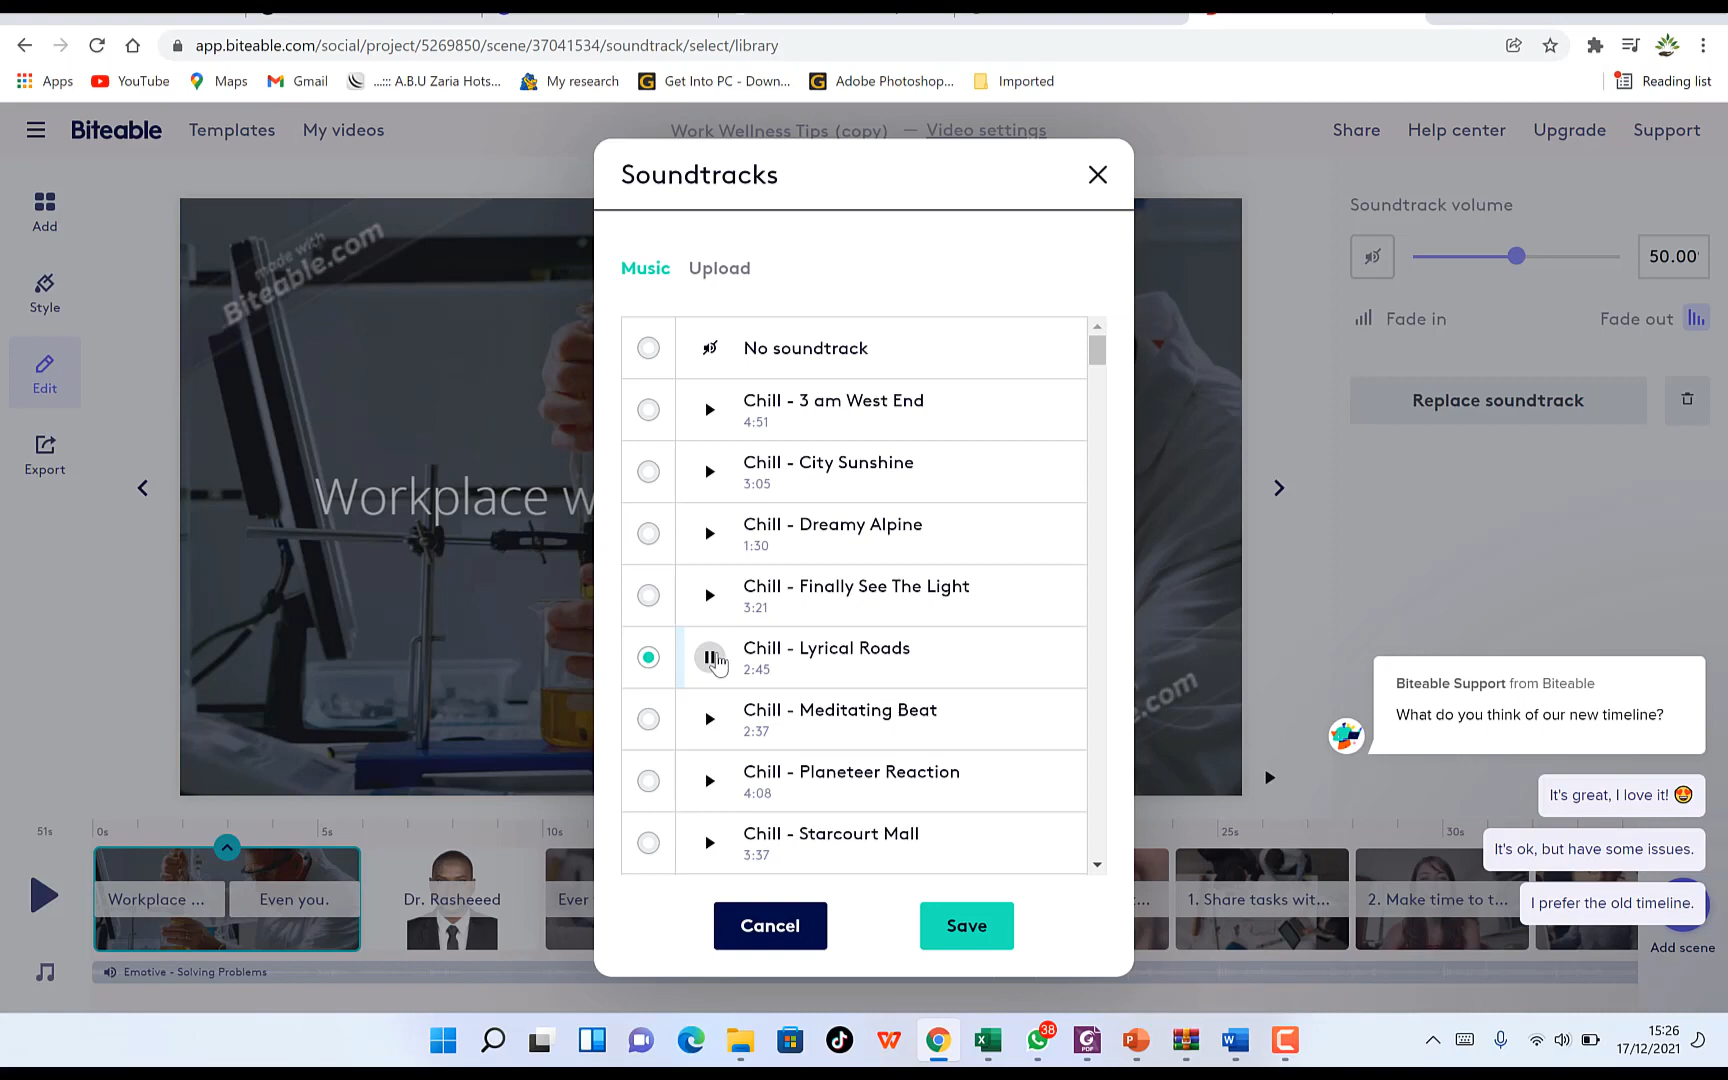 app.biteable.com/social/project/5269850/scene/37041534/soundtrack/select/library
Apps YouTube Maps Gmail ...:: A.B.U Zaria Hots... My research Get Into PC - Down... Adobe Photoshop... Imported Reading list
Biteable Templates My videos Work Wellness Tips (copy) — Video settings Share Help center Upgrade Support
Soundtracks
Music Upload
No soundtrack
Chill - 3 am West End
4:51
Chill - City Sunshine
3:05
Chill - Dreamy Alpine
1:30
Chill - Finally See The Light
3:21
Chill - Lyrical Roads
2:45
Chill - Meditating Beat
2:37
Chill - Planeteer Reaction
4:08
Chill - Starcourt Mall
3:37
Cancel Save
Add
Style
Edit
Export
made with
Biteable.com
Workplace w
Soundtrack volume
50.00
Fade in Fade out
Replace soundtrack
Biteable Support from Biteable
What do you think of our new timeline?
It's great, I love it!
It's ok, but have some issues.
I prefer the old timeline.
51s 0s 5s 10s 25s 30s
Workplace ... Even you. Dr. Rasheeed Ever 1. Share tasks wit... 2. Make time to t...
Add scene
Emotive - Solving Problems
38
15:26
17/12/2021